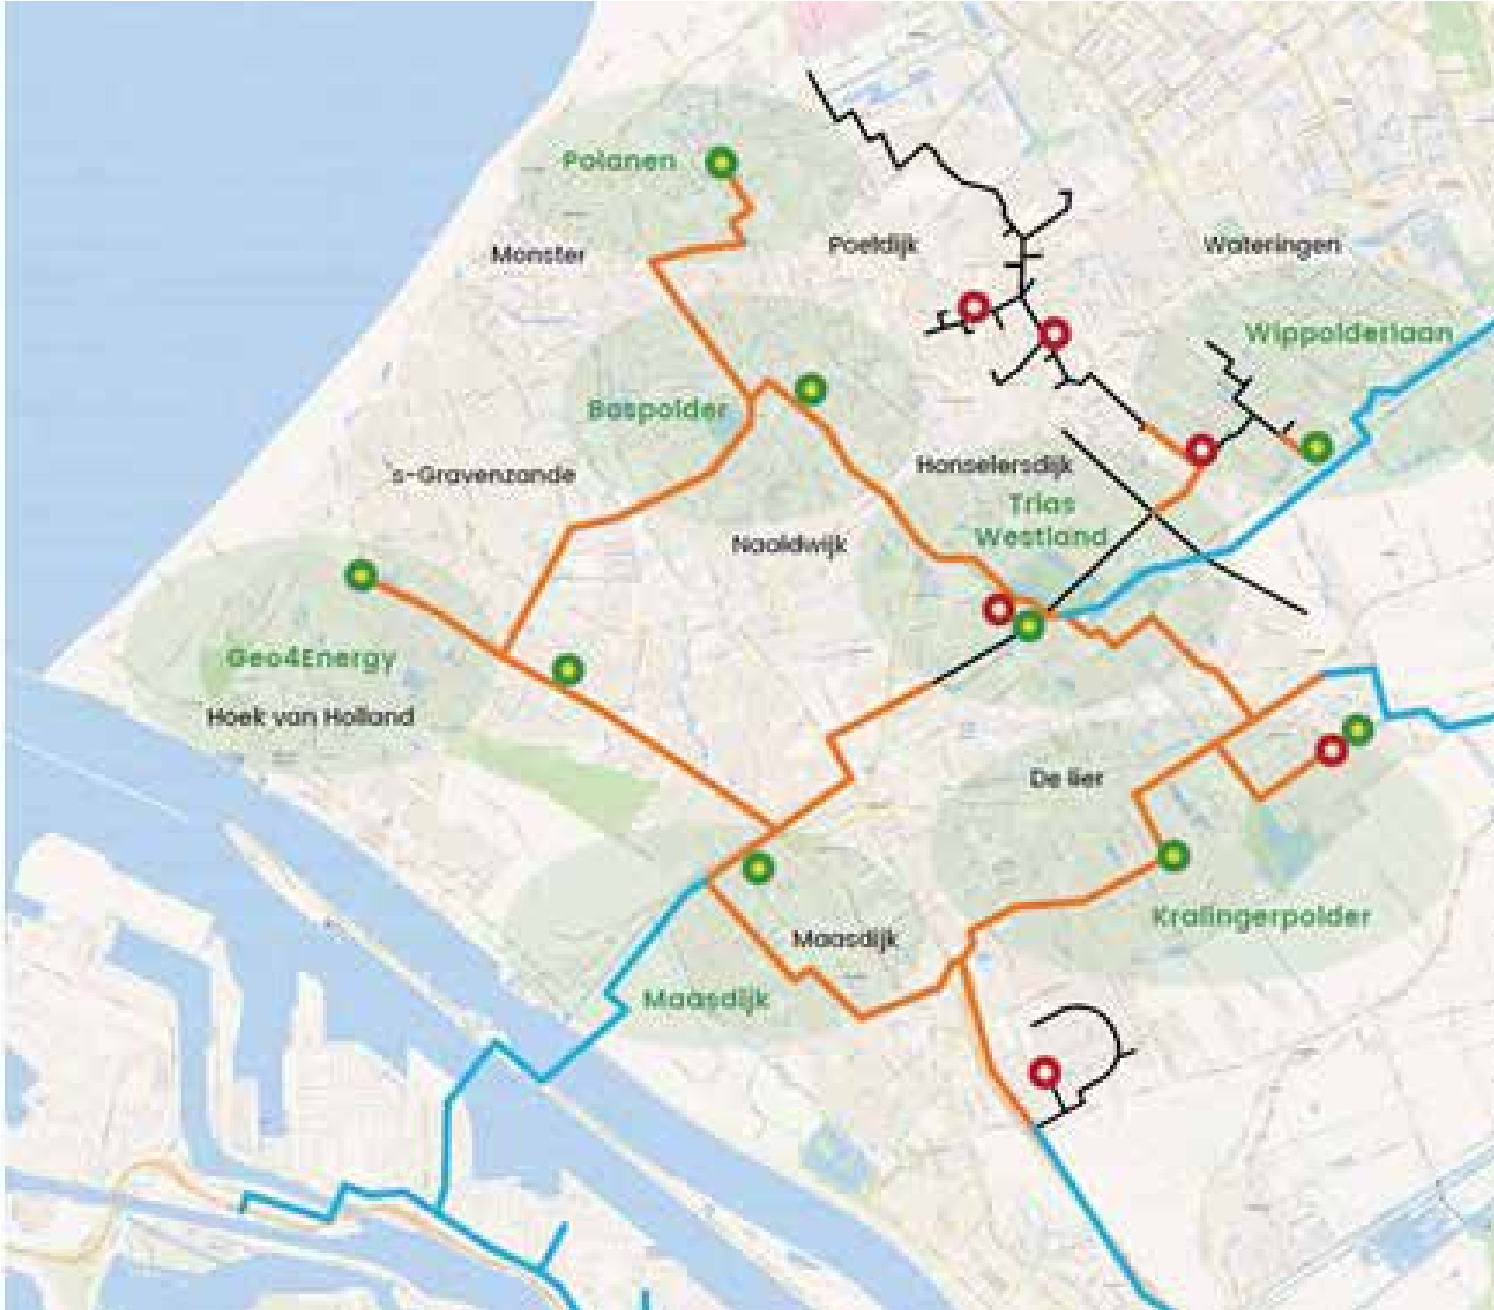 Polanen
Monster
Poeldijk
Wateringen
Wippolderlaan
Bospolder
's-Gravenzande
Honselersdijk
Trias
Westland
Naaldwijk
Geo4Energy
Hoek van Holland
De lier
Kralingerpolder
Maasdijk
Maasdijk